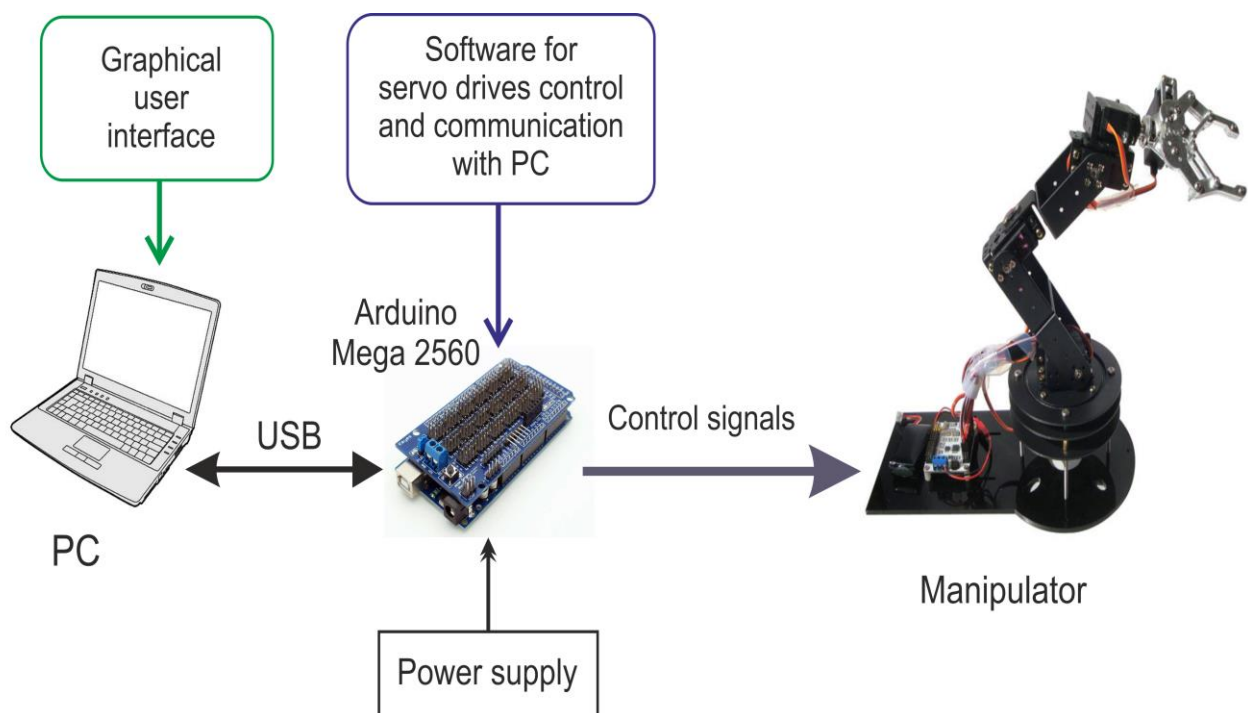 Graphical
user
interface
Software for
servo drives control
and communication
with PC
Arduino
Mega 2560
USB
Control signals
PC
Manipulator
Power supply